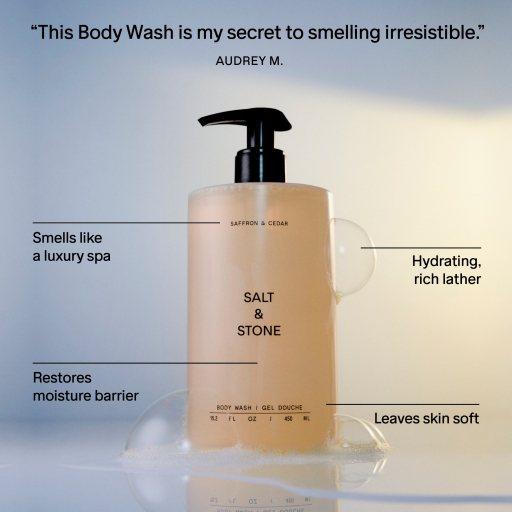 “This Body Wash is my secret to smelling irresistible.”
AUDREY M.
SAFFRON & CEDAR
Smells like
a luxury spa
Hydrating,
rich lather
SALT
&
STONE
Restores
moisture barrier
BODY WASH | GEL DOUCHE
15.2 FL OZ | 450 ML
Leaves skin soft